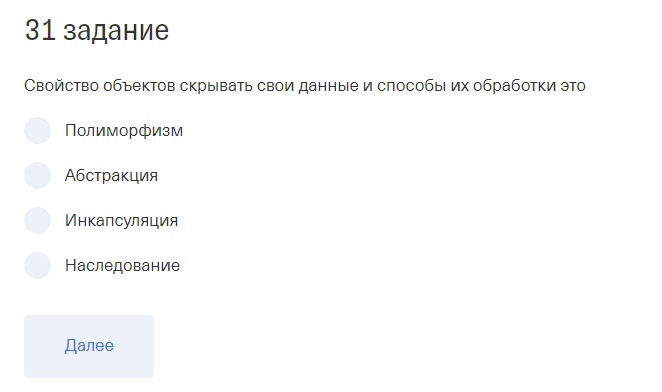 31 задание
Свойство объектов скрывать свои данные и способы их обработки это
Полиморфизм
Абстракция
Инкапсуляция
Наследование
Далее